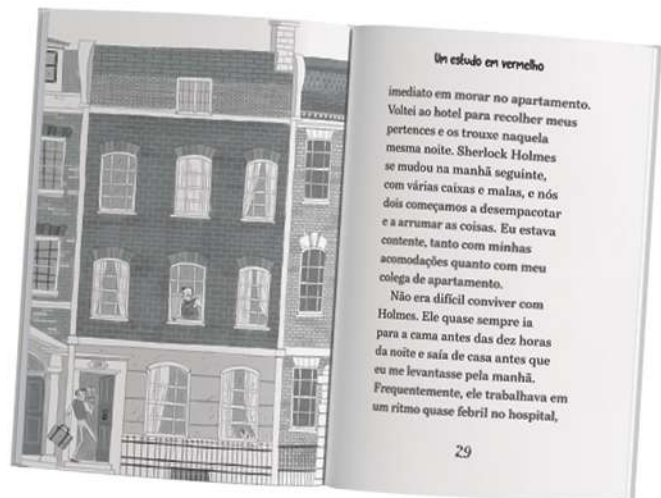 Um estudo em vermelho
imediato em morar no apartamento.
Voltei ao hotel para recolher meus
pertences e os trouxe naquela
mesma noite. Sherlock Holmes
se mudou na manhã seguinte,
com várias caixas e malas, e nós
dois começamos a desempacotar
e a arrumar as coisas. Eu estava
contente, tanto com minhas
acomodações quanto com meu
colega de apartamento.
Não era difícil conviver com
Holmes. Ele quase sempre ia
para a cama antes das dez horas
da noite e saía de casa antes que
eu me levantasse pela manhã.
Frequentemente, ele trabalhava em
um ritmo quase febril no hospital,
29